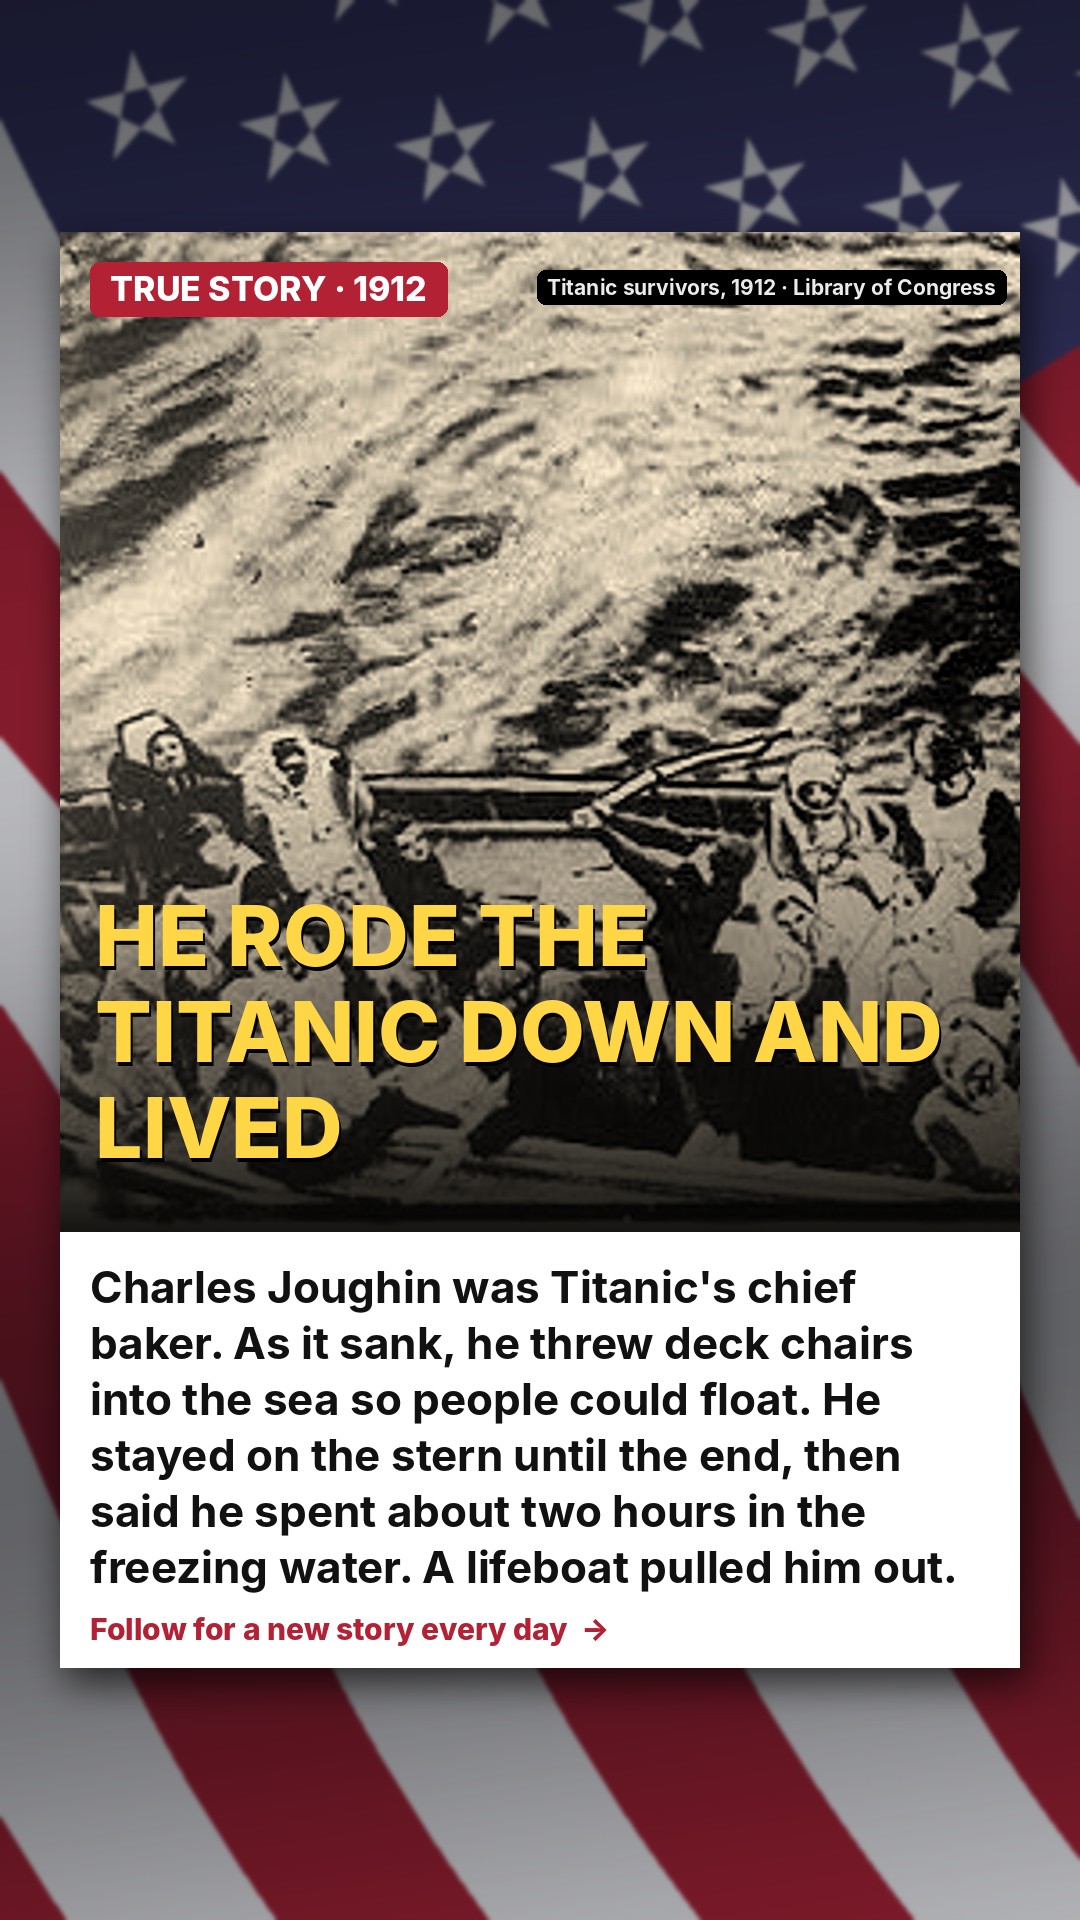 TRUE STORY · 1912
Titanic survivors, 1912 · Library of Congress
HE RODE THE
TITANIC DOWN AND
LIVED
Charles Joughin was Titanic's chief
baker. As it sank, he threw deck chairs
into the sea so people could float. He
stayed on the stern until the end, then
said he spent about two hours in the
freezing water. A lifeboat pulled him out.
Follow for a new story every day →